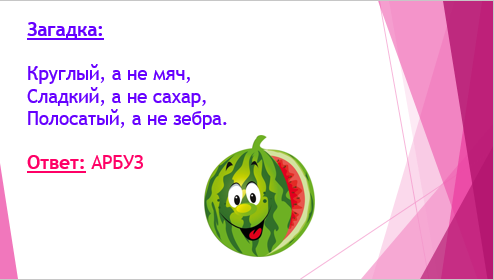 Загадка:
Круглый, а не мяч,
Сладкий, а не сахар,
Полосатый, а не зебра.
Ответ: АРБУЗ